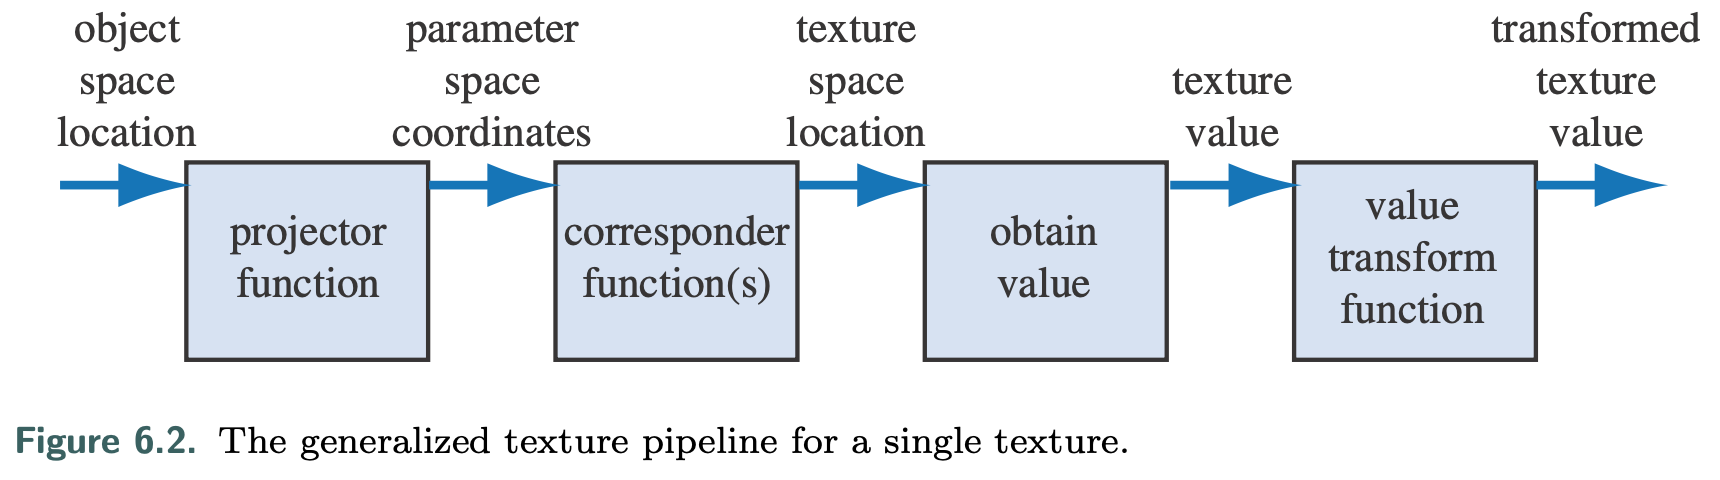 object
space
location
parameter
space
coordinates
texture
space
location
texture
value
transformed
texture
value
projector
function
corresponder
function(s)
obtain
value
value
transform
function
Figure 6.2. The generalized texture pipeline for a single texture.